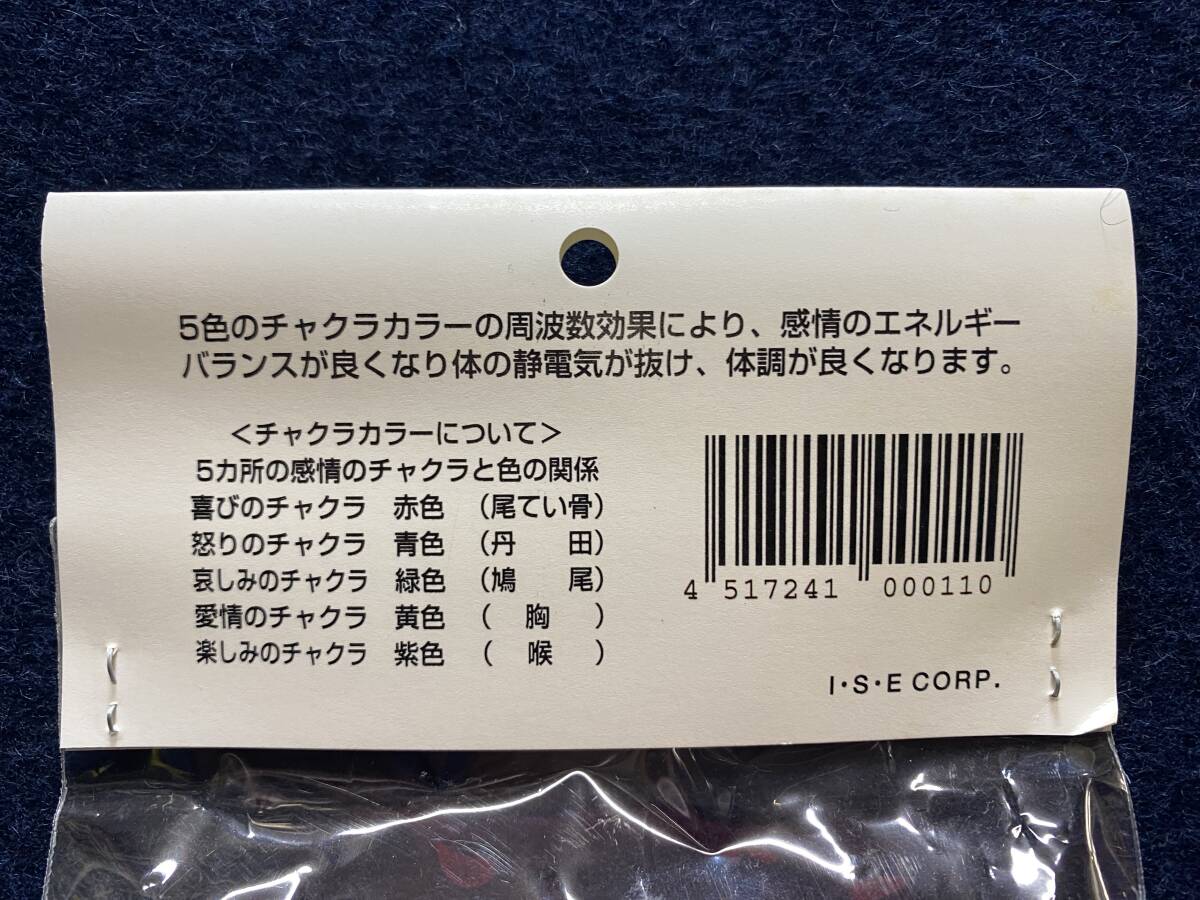 5色のチャクラカラーの周波数効果により、感情のエネルギー
バランスが良くなり体の静電気が抜け、体調が良くなります。
＜チャクラカラーについて＞
5カ所の感情のチャクラと色の関係
喜びのチャクラ 赤色 （尾てい骨）
怒りのチャクラ 青色 （丹　田）
哀しみのチャクラ 緑色 （鳩　尾）
愛情のチャクラ 黄色 （　胸　）
楽しみのチャクラ 紫色 （　喉　）
4 517241 000110
I・S・E CORP.